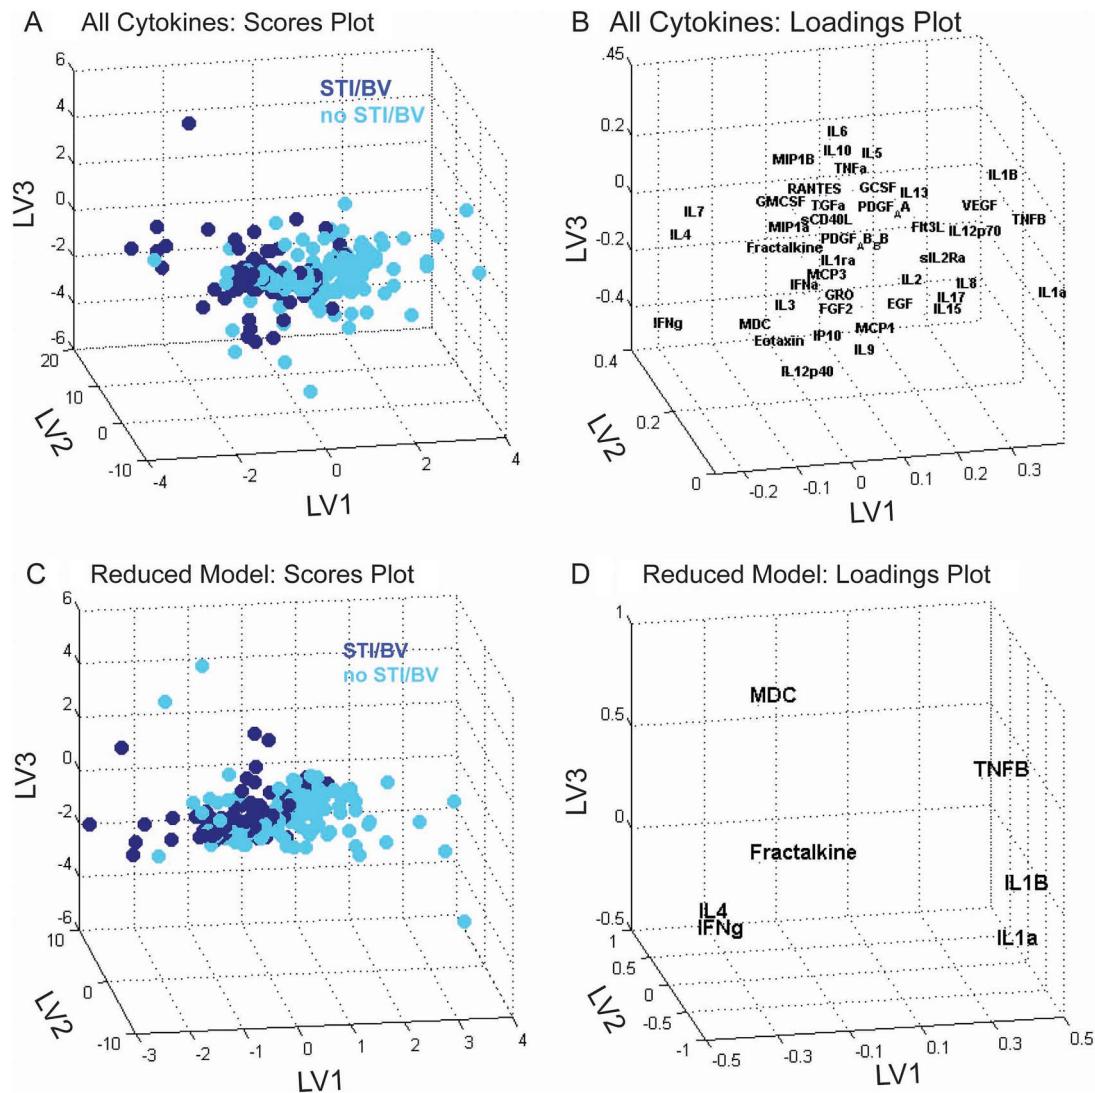 A All Cytokines: Scores Plot
STI/BV
no STI/BV
LV3
6
4
2
0
-2
-4
-6
LV2
20
10
0
-10
LV1
-4
-2
0
2
4
B All Cytokines: Loadings Plot
LV3
.45
0.2
0
-0.2
-0.4
LV2
0.4
0.2
0
LV1
-0.2
-0.1
0
0.1
0.2
0.3
IL6
IL10
IL5
MIP1B
TNFa
IL1B
RANTES
GCSF
IL13
GMCSF
TGFa
PDGF A A
VEGF
IL7
sCD40L
TNFB
MIP1a
Flt3L
IL12p70
IL4
PDGF A B B B
Fractalkine
IL1ra
sIL2Ra
MCP3
IFNa
IL2
IL8
GRO
IL1a
IL3
FGF2
EGF
IL17
IL15
IFNg
MDC
MCP1
Eotaxin
IP10
IL9
IL12p40
C Reduced Model: Scores Plot
STI/BV
no STI/BV
LV3
6
4
2
0
-2
-4
-6
LV2
10
0
-10
LV1
-3
-2
-1
0
1
2
3
4
D Reduced Model: Loadings Plot
LV3
1
0.5
0
-0.5
LV2
1
0.5
0
-0.5
-1
LV1
-0.5
-0.3
-0.1
0.1
0.3
0.5
MDC
TNFB
Fractalkine
IL1B
IL4
IFNg
IL1a